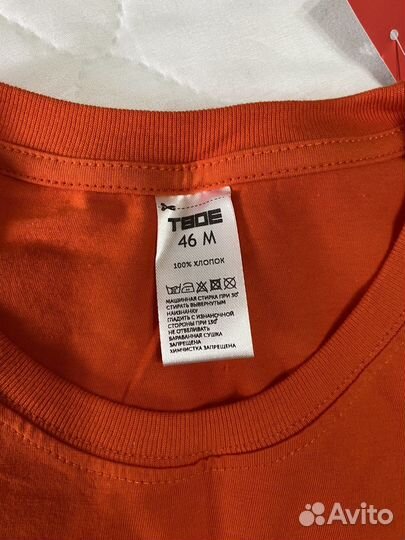 ТВОЕ
46 M
100% ХЛОПОК
МАШИННАЯ СТИРКА ПРИ 30°
СТИРАТЬ ВЫВЕРНУТЫМ
НАИЗНАНКУ
ГЛАДИТЬ С ИЗНАНОЧНОЙ
СТОРОНЫ ПРИ 150°
НЕ ОТБЕЛИВАТЬ
БАРАБАННАЯ СУШКА
ЗАПРЕЩЕНА
ХИМЧИСТКА ЗАПРЕЩЕНА
Avito